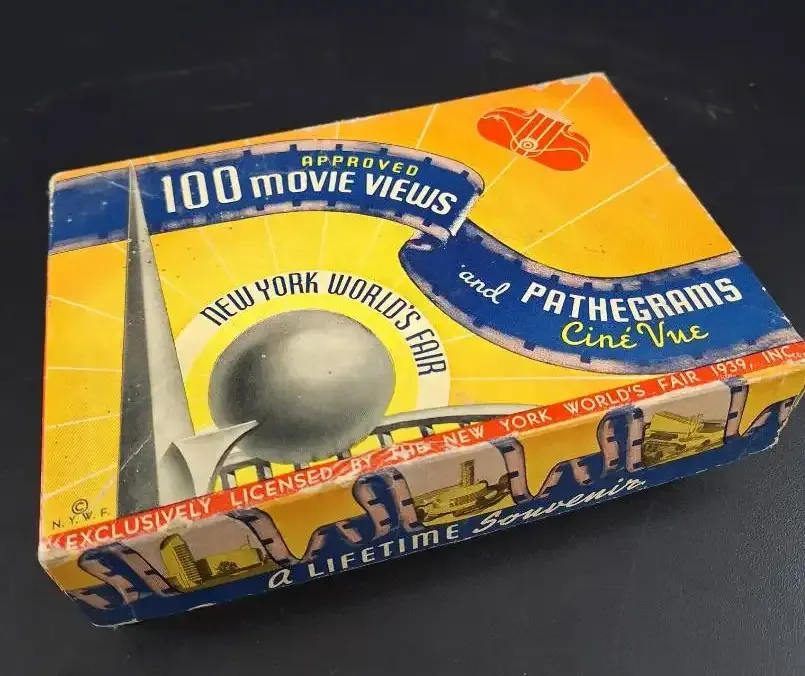 APPROVED
100 MOVIE VIEWS
and PATHEGRAMS
Ciné Vue
NEW YORK WORLD'S FAIR
©
N.Y.W.F.
EXCLUSIVELY LICENSED BY THE NEW YORK WORLD'S FAIR 1939, INC.
a LIFETIME Souvenir